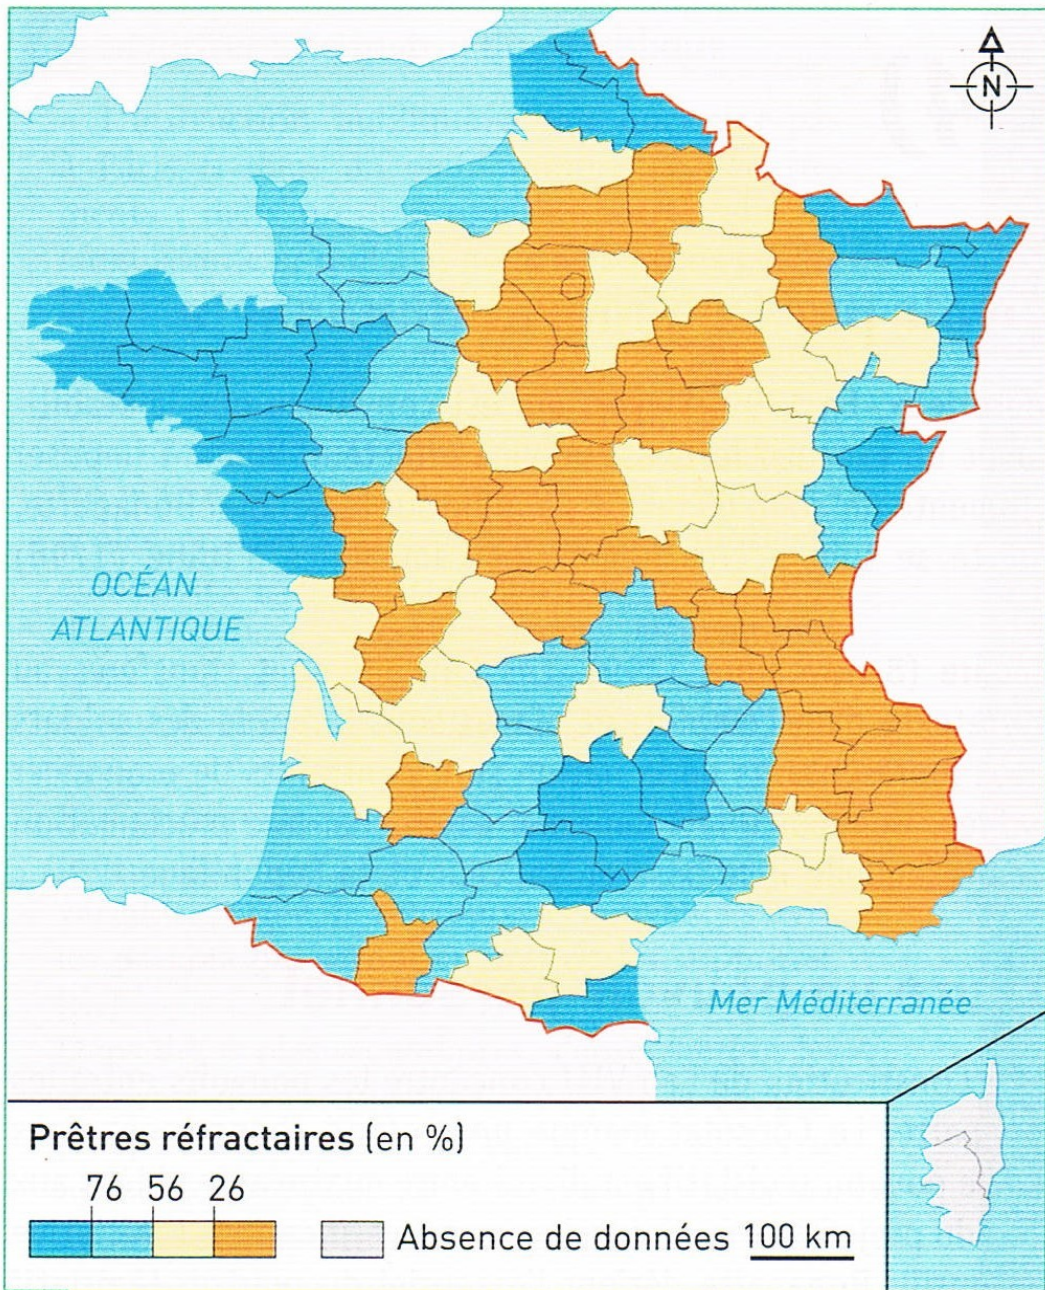 N
OCÉAN
ATLANTIQUE
Mer Méditerranée
Prêtres réfractaires (en %)
76 56 26
Absence de données 100 km